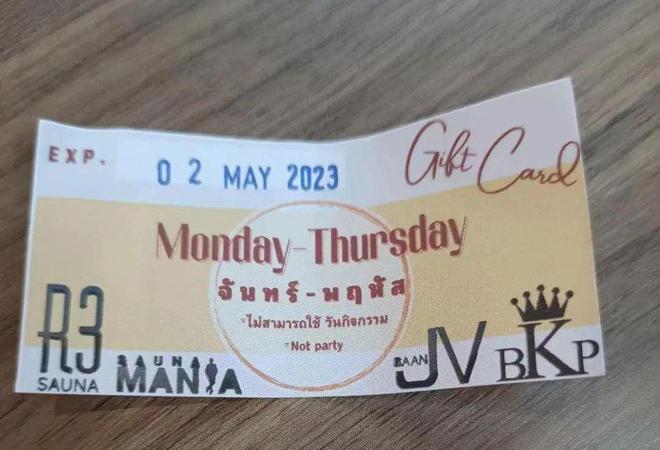 EXP. 02 MAY 2023
Gift Card
Monday-Thursday
จันทร์ - พฤหัส
*ไม่สามารถใช้ วันกิจกรรม
*Not party
R3
SAUNA
SAUNA
MANIA
BAAN JV
BKP